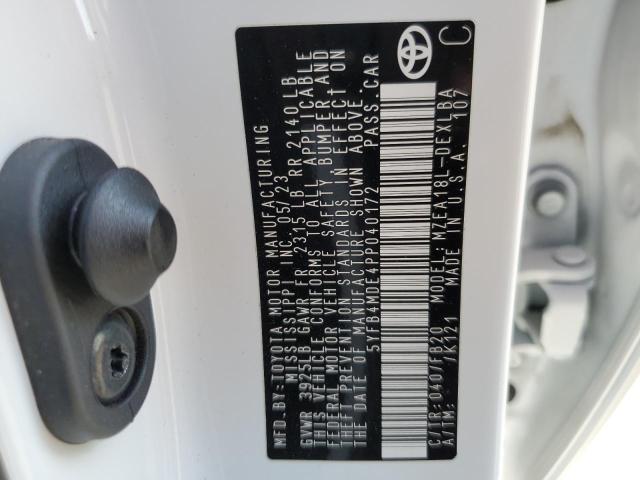 MFD.BY:TOYOTA MOTOR MANUFACTURING
MISSISSIPPI INC. 05/23
GVWR 3925LB GAWR FR 2315 LB RR 2140 LB
THIS VEHICLE CONFORMS TO ALL APPLICABLE
FEDERAL MOTOR VEHICLE SAFETY, BUMPER, AND
THEFT PREVENTION STANDARDS IN EFFECT ON
THE DATE OF MANUFACTURE SHOWN ABOVE.
5YFB4MDE4PP040172 PASS.CAR
C/TR:040/FB20 MODEL:MZEA18L-DEXLBA
A/TM: /K121 MADE IN U.S.A. 107
C